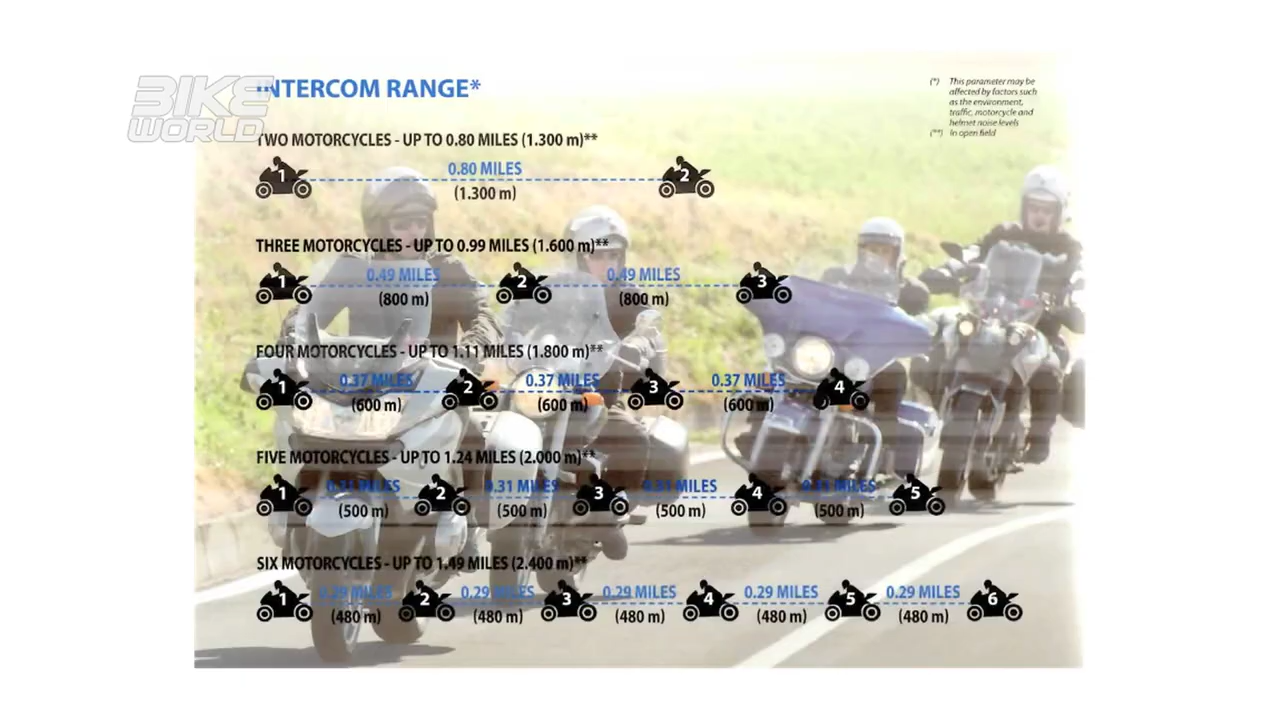 BIKE
WORLD
INTERCOM RANGE*
(*) This parameter may be
affected by factors such
as the environment,
traffic, motorcycle and
helmet noise levels
(**) In open field
TWO MOTORCYCLES - UP TO 0.80 MILES (1.300 m)**
1 0.80 MILES 2
(1.300 m)
THREE MOTORCYCLES - UP TO 0.99 MILES (1.600 m)**
1 0.49 MILES 2 0.49 MILES 3
(800 m) (800 m)
FOUR MOTORCYCLES - UP TO 1.11 MILES (1.800 m)**
1 0.37 MILES 2 0.37 MILES 3 0.37 MILES 4
(600 m) (600 m) (600 m)
FIVE MOTORCYCLES - UP TO 1.24 MILES (2.000 m)**
1 0.31 MILES 2 0.31 MILES 3 0.31 MILES 4 0.31 MILES 5
(500 m) (500 m) (500 m) (500 m)
SIX MOTORCYCLES - UP TO 1.49 MILES (2.400 m)**
1 0.29 MILES 2 0.29 MILES 3 0.29 MILES 4 0.29 MILES 5 0.29 MILES 6
(480 m) (480 m) (480 m) (480 m) (480 m)